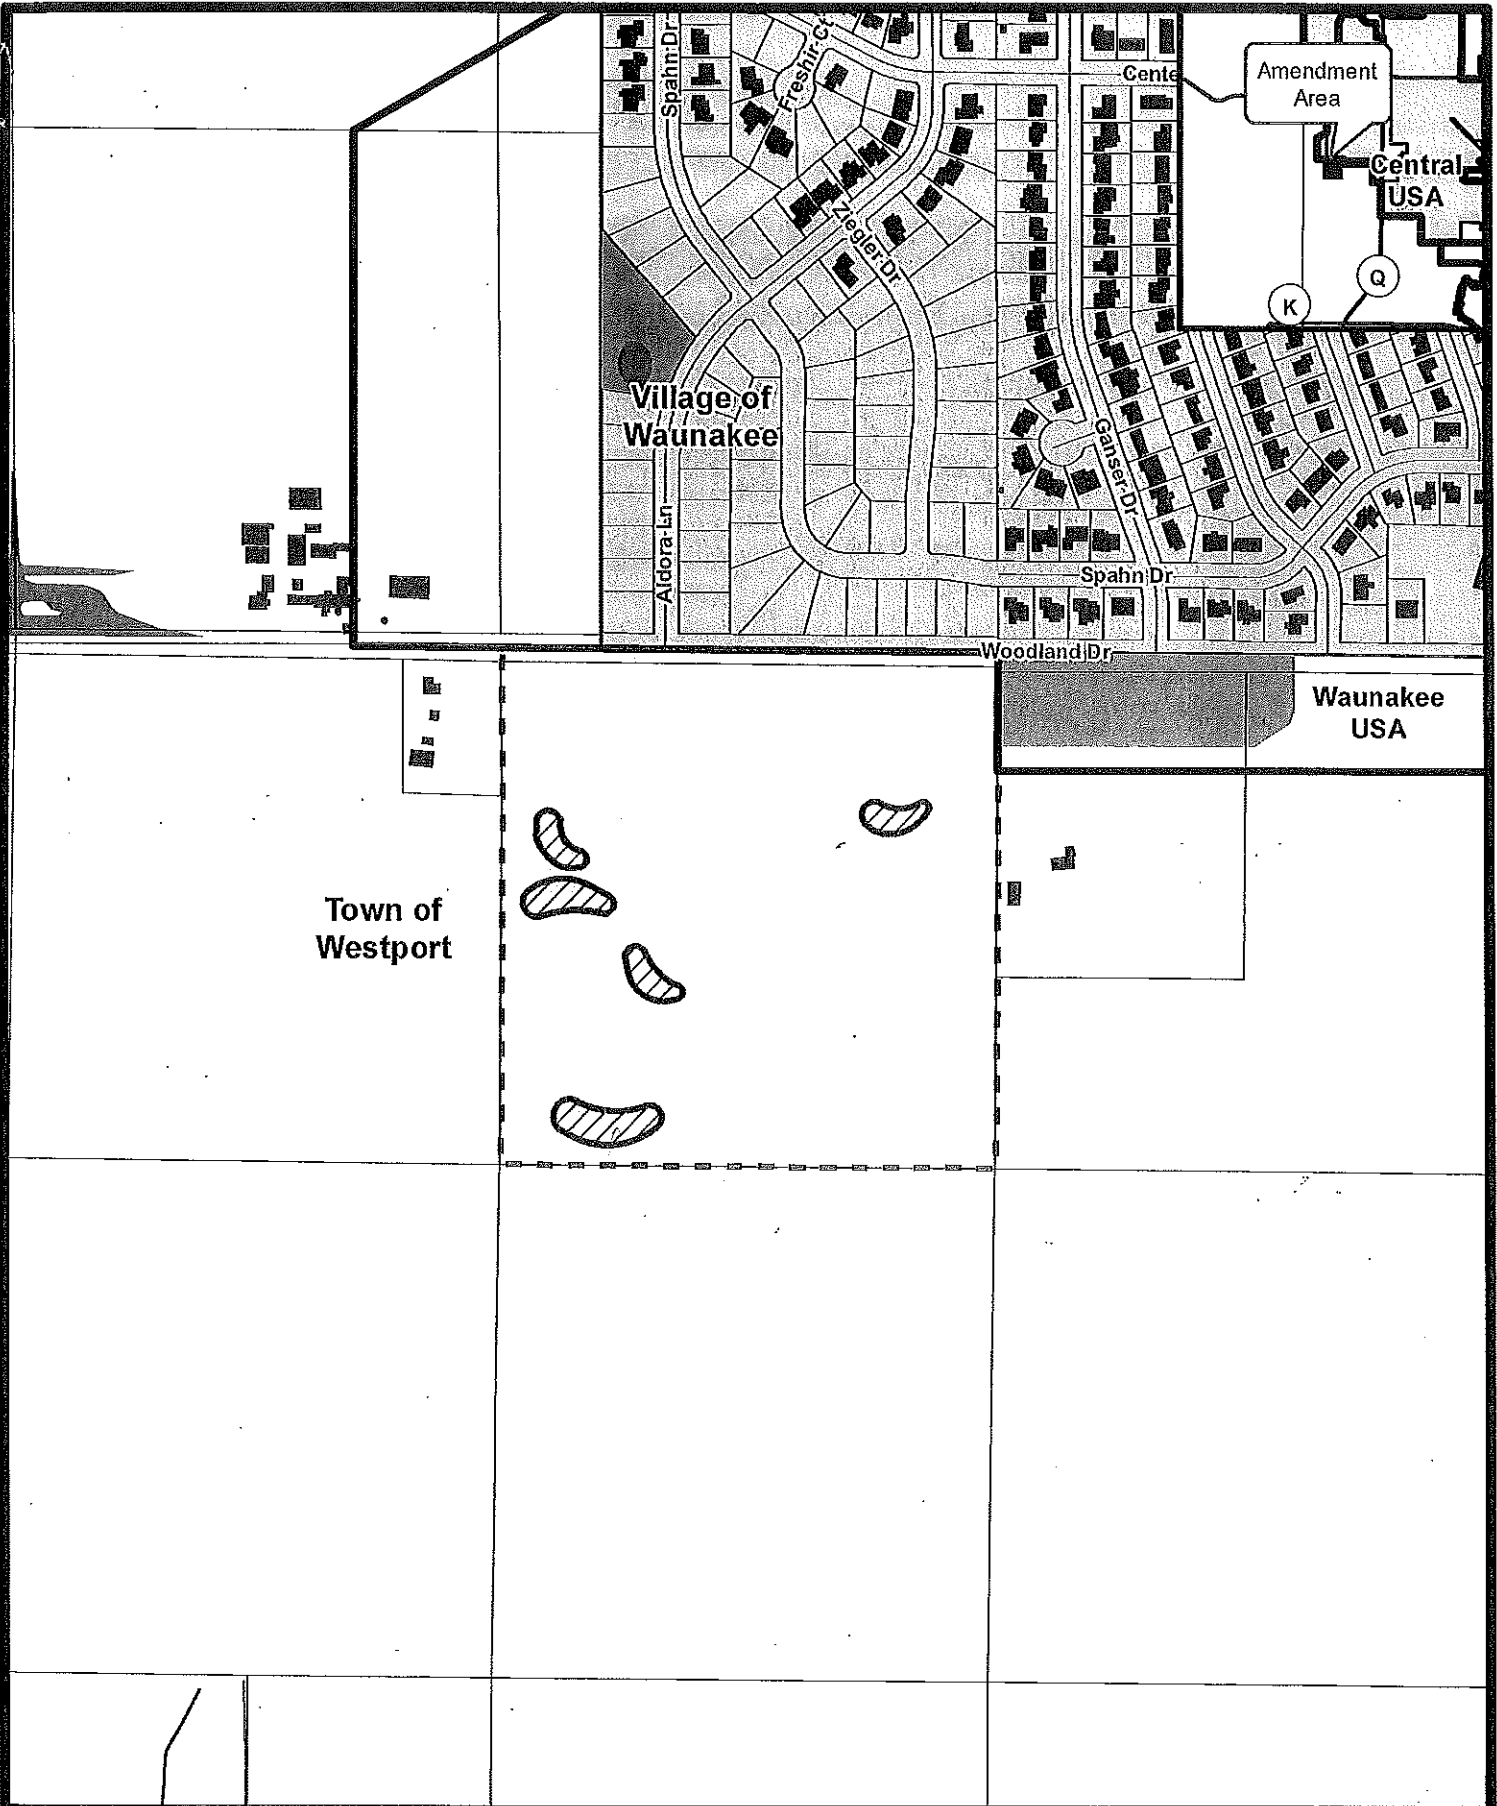 Spahn Dr
Freshir Ct
Cente
Amendment
Area
Central
USA
Ziegler Dr
Q
K
Village of
Waunakee
Ganser Dr
Aldora Ln
Spahn Dr
Woodland Dr
Waunakee
USA
Town of
Westport